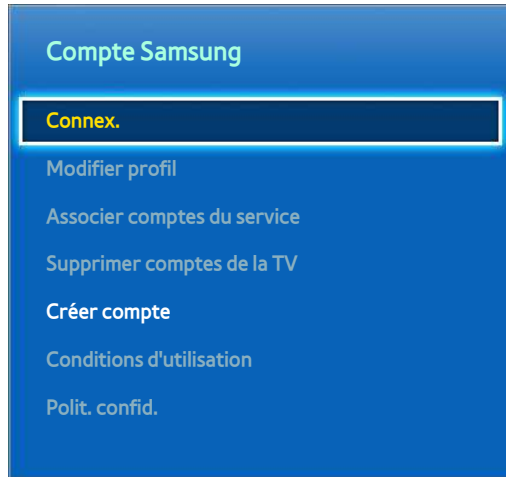 Compte Samsung
Connex.
Modifier profil
Associer comptes du service
Supprimer comptes de la TV
Créer compte
Conditions d'utilisation
Polit. confid.